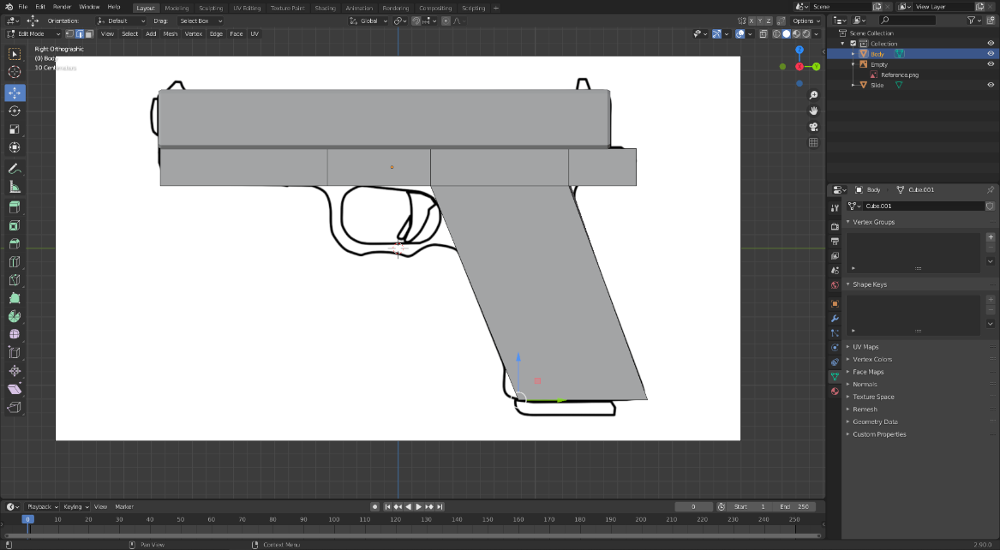 File Edit Render Window Help Layout Modeling Sculpting UV Editing Texture Paint Shading Animation Rendering Compositing Scripting + Scene View Layer
Orientation: Default Drag: Select Box Global X Y Z Options
Edit Mode View Select Add Mesh Vertex Edge Face UV
Right Orthographic
(0) Body
10 Centimeters
Z
X
Y
Scene Collection
Collection
Body
Empty
Reference.png
Slide
Body Cube.001
Cube.001
Vertex Groups
Shape Keys
UV Maps
Vertex Colors
Face Maps
Normals
Texture Space
Remesh
Geometry Data
Custom Properties
Playback Keying View Marker 0 Start 1 End 250
0 10 20 30 40 50 60 70 80 90 100 110 120 130 140 150 160 170 180 190 200 210 220 230 240 250
Pan View Context Menu 2.90.0